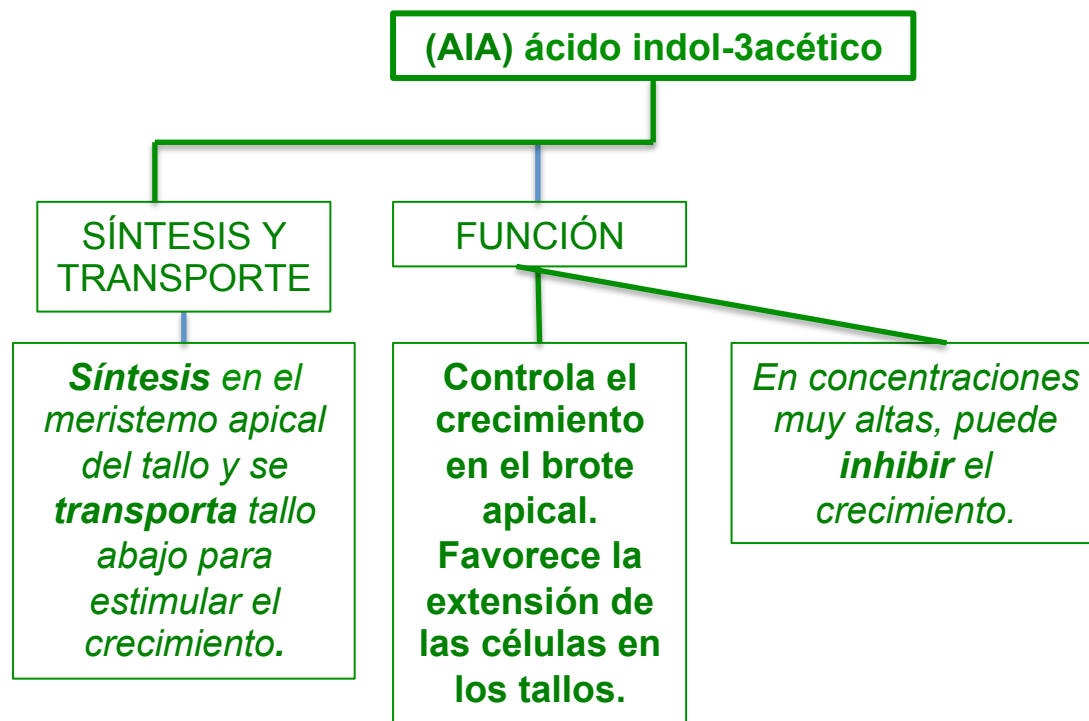 (AIA) ácido indol-3acético
SÍNTESIS Y
TRANSPORTE
FUNCIÓN
Síntesis en el
meristemo apical
del tallo y se
transporta tallo
abajo para
estimular el
crecimiento.
Controla el
crecimiento
en el brote
apical.
Favorece la
extensión de
las células en
los tallos.
En concentraciones
muy altas, puede
inhibir el
crecimiento.